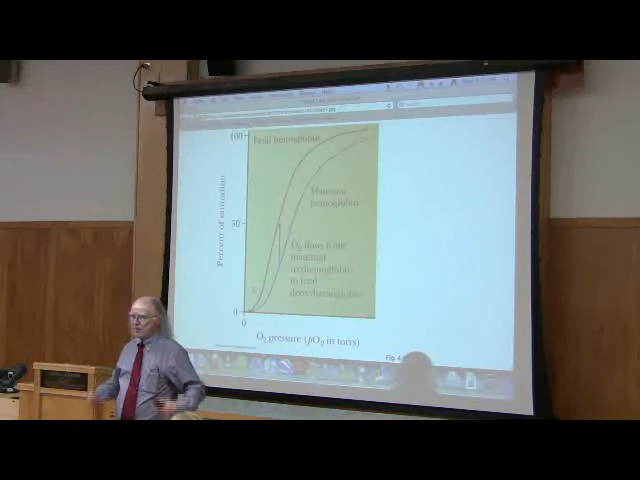 100
Fetal hemoglobin
Maternal
hemoglobin
Percent of saturation
50
O₂ flows from
maternal
oxyhemoglobin
to fetal
deoxyhemoglobin
0
0
O₂ pressure (pO₂ in torrs)
Fig. 4